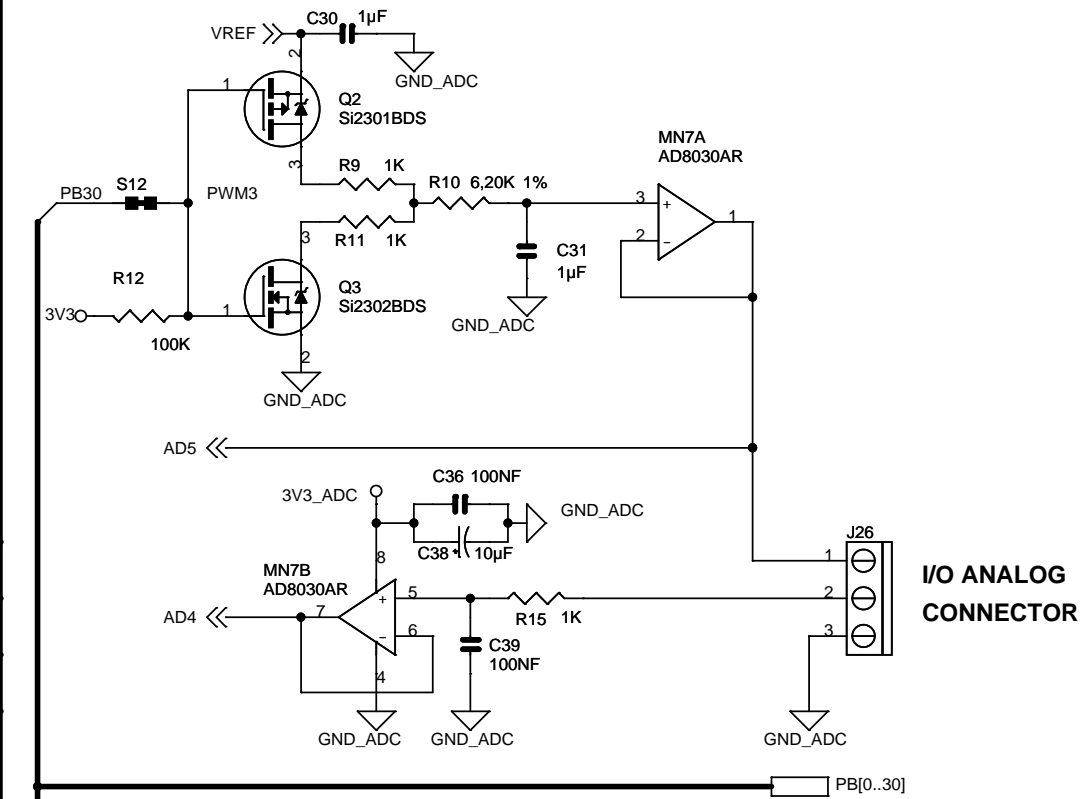 C30 1µF
VREF
2
GND_ADC
1
Q2
Si2301BDS
MN7A
AD8030AR
3
R9 1K
R10 6,20K 1%
PB30 S12 PWM3
3 + 1
2 -
3
R11 1K
C31
1µF
R12
Q3
Si2302BDS
3V3 1
GND_ADC
100K
2
GND_ADC
AD5
C36 100NF
3V3_ADC
GND_ADC
C38 + 10µF
J26
8
1
MN7B
AD8030AR
I/O ANALOG
CONNECTOR
+ 5
2
AD4 7
R15 1K
- 6
3
C39
100NF
4
GND_ADC GND_ADC GND_ADC
PB[0..30]